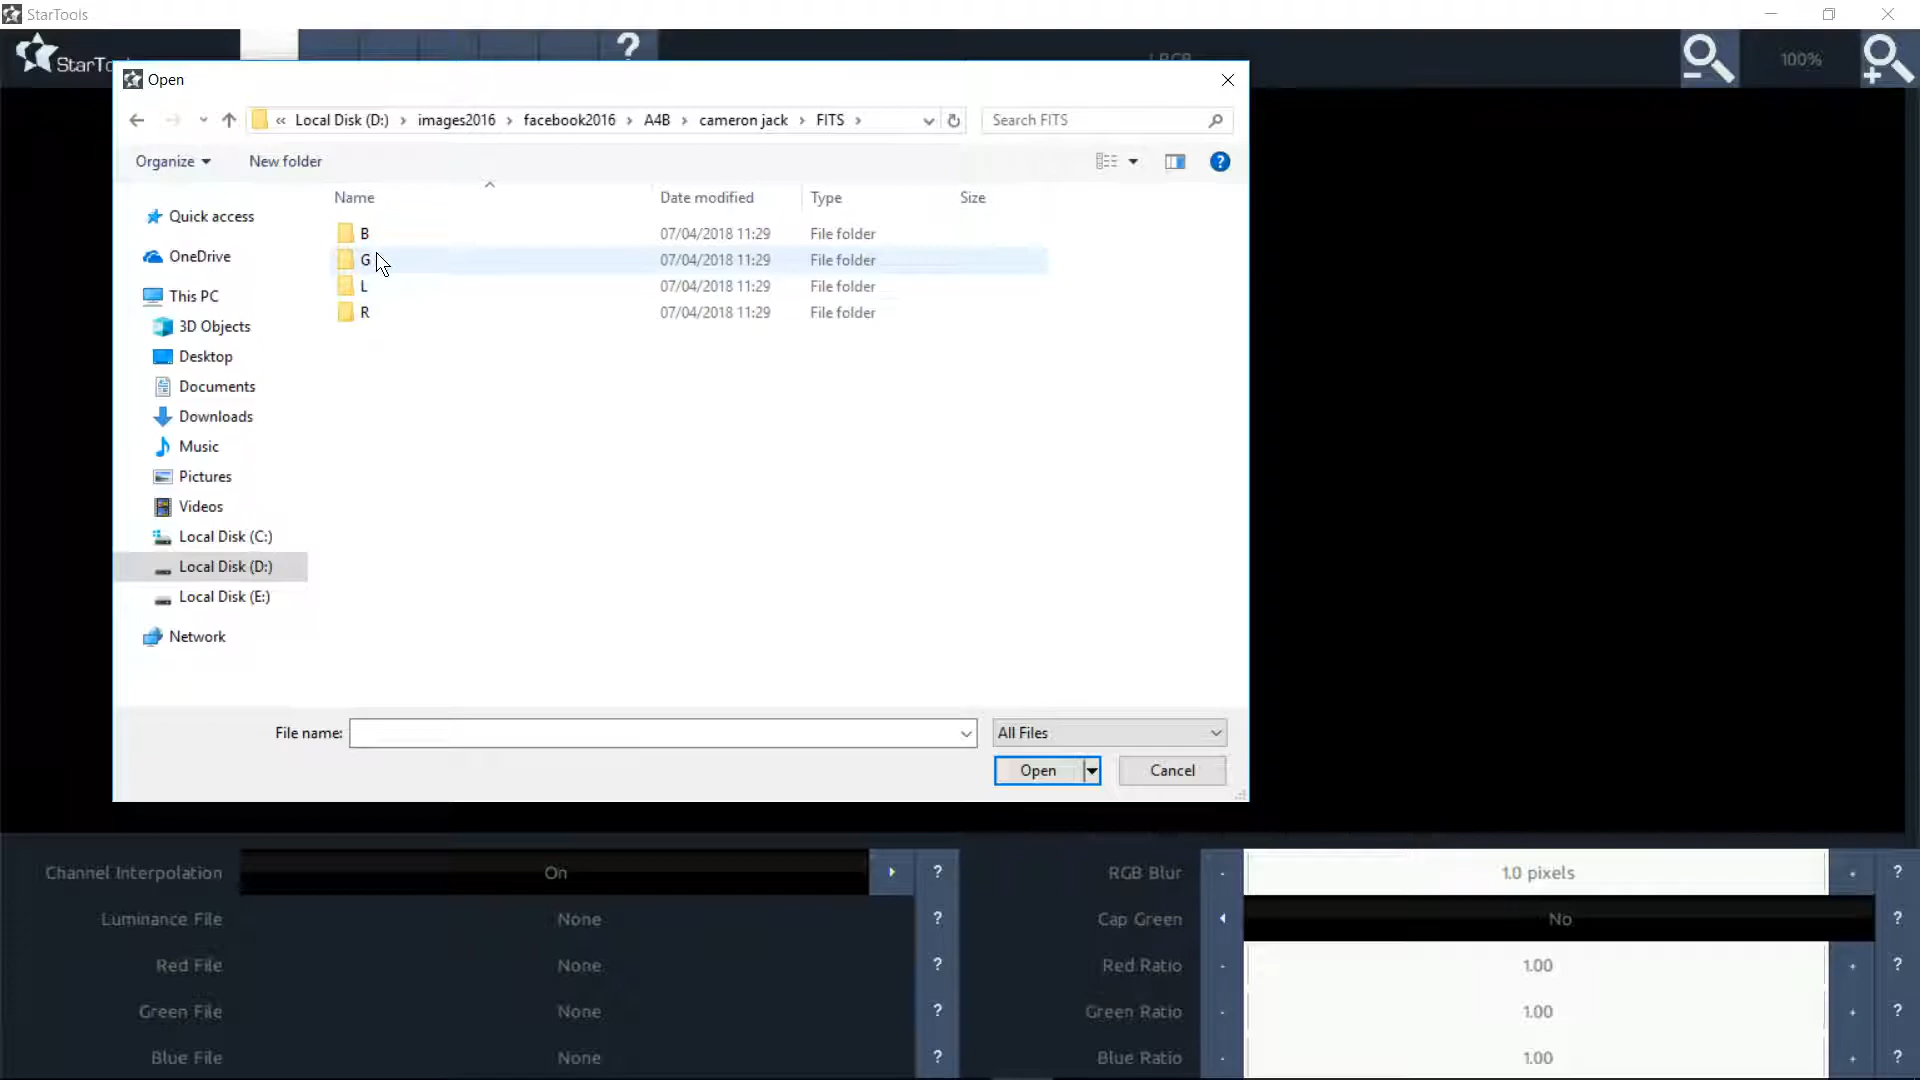 StarTools
StarTo
?
LRGB
100%
Open
« Local Disk (D:) › images2016 › facebook2016 › A4B › cameron jack › FITS ›
Search FITS
Organize
New folder
?
Name
Date modified
Type
Size
B 07/04/2018 11:29 File folder
G 07/04/2018 11:29 File folder
L 07/04/2018 11:29 File folder
R 07/04/2018 11:29 File folder
Quick access
OneDrive
This PC
3D Objects
Desktop
Documents
Downloads
Music
Pictures
Videos
Local Disk (C:)
Local Disk (D:)
Local Disk (E:)
Network
File name:
All Files
Open
Cancel
Channel Interpolation On ? RGB Blur - 1.0 pixels + ?
Luminance File None ? Cap Green No ?
Red File None ? Red Ratio - 1.00 + ?
Green File None ? Green Ratio - 1.00 + ?
Blue File None ? Blue Ratio - 1.00 + ?